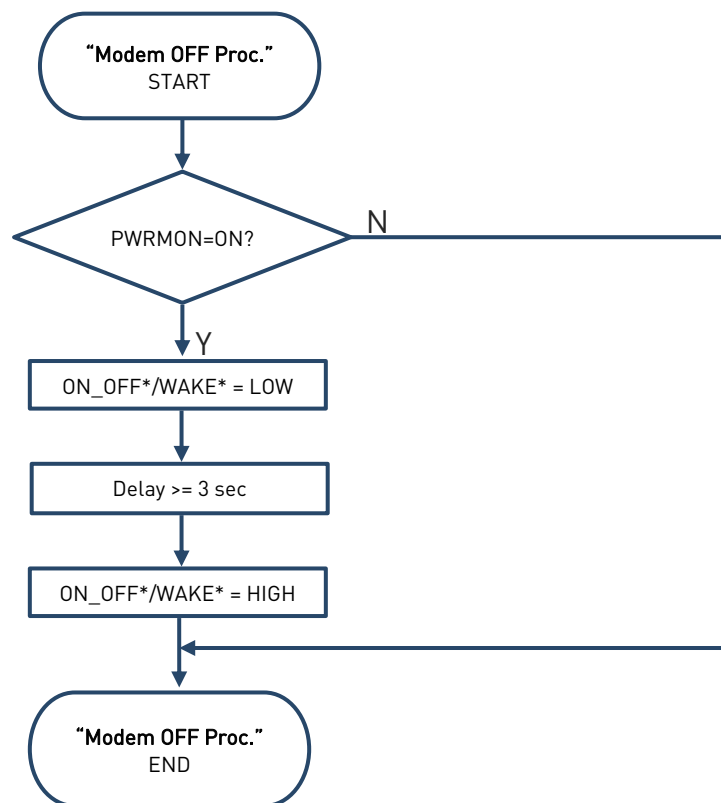 “Modem OFF Proc.”
START
PWRMON=ON?
N
Y
ON_OFF*/WAKE* = LOW
Delay >= 3 sec
ON_OFF*/WAKE* = HIGH
“Modem OFF Proc.”
END